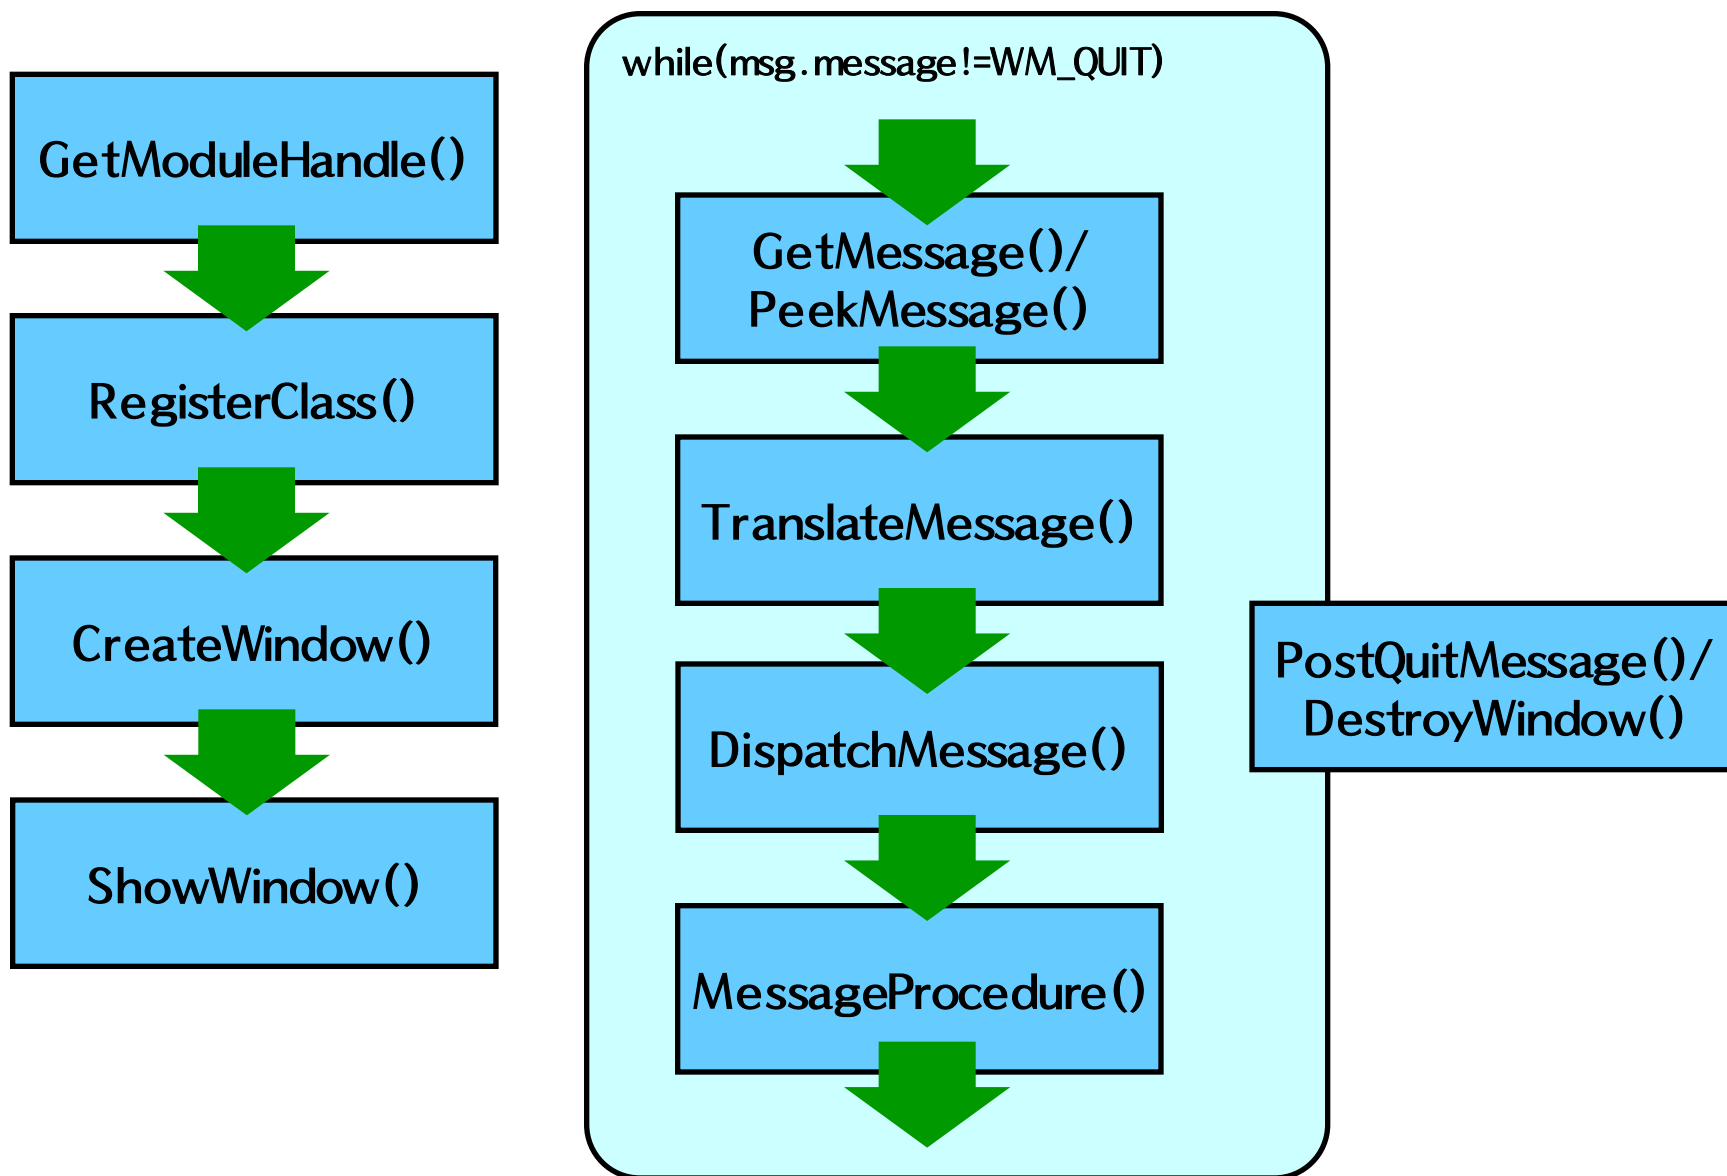 GetModuleHandle()
RegisterClass()
CreateWindow()
ShowWindow()
while(msg.message!=WM_QUIT)
GetMessage()/
PeekMessage()
TranslateMessage()
DispatchMessage()
MessageProcedure()
PostQuitMessage()/
DestroyWindow()